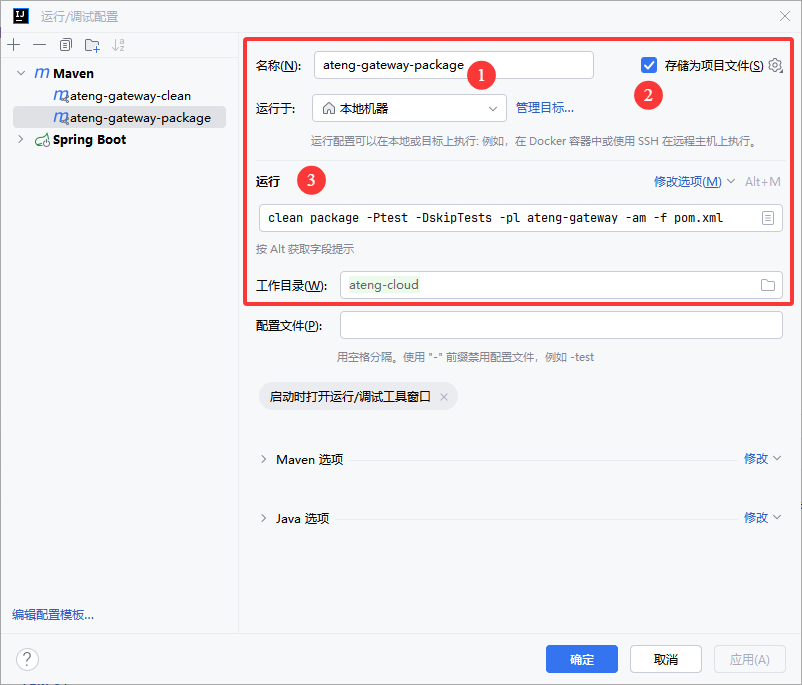 运行/调试配置
Maven
ateng-gateway-clean
ateng-gateway-package
Spring Boot
编辑配置模板...
名称(N):
ateng-gateway-package
1
存储为项目文件(S)
2
运行于:
本地机器
管理目标...
运行配置可以在本地或目标上执行: 例如，在 Docker 容器中或使用 SSH 在远程主机上执行。
运行
3
修改选项(M)
Alt+M
clean package -Ptest -DskipTests -pl ateng-gateway -am -f pom.xml
按 Alt 获取字段提示
工作目录(W):
ateng-cloud
配置文件(P):
用空格分隔。使用 "-" 前缀禁用配置文件，例如 -test
启动时打开运行/调试工具窗口
Maven 选项
修改
Java 选项
修改
?
确定
取消
应用(A)